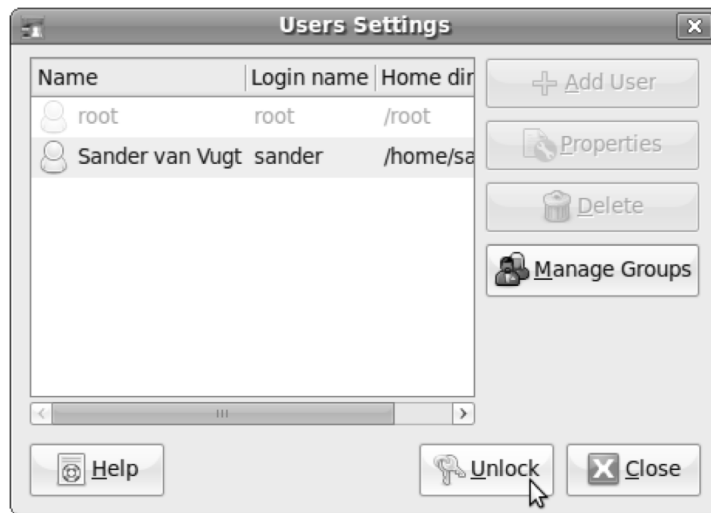 Users Settings
Name Login name Home dir
root root /root
Sander van Vugt sander /home/sa
Add User
Properties
Delete
Manage Groups
Help
Unlock
Close